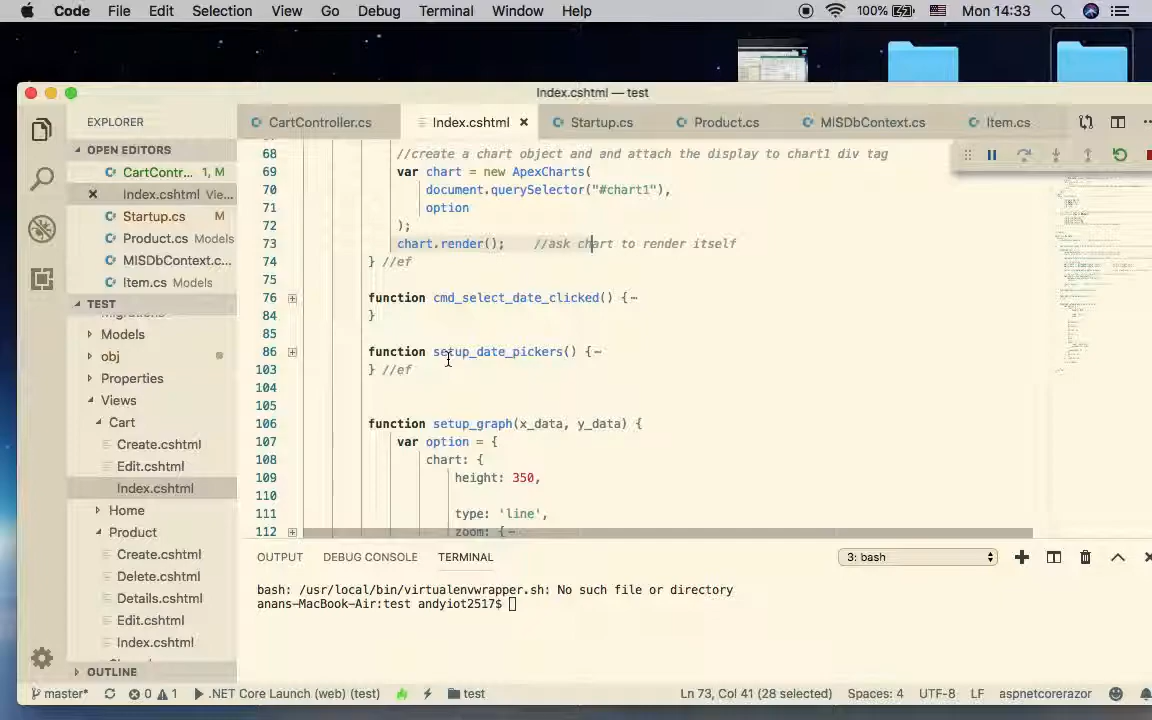 Code File Edit Selection View Go Debug Terminal Window Help 100% Mon 14:33
Index.cshtml — test
EXPLORER
CartController.cs
Index.cshtml
Startup.cs
Product.cs
MISDbContext.cs
Item.cs
OPEN EDITORS
CartContr... 1, M
Index.cshtml Vie...
Startup.cs M
Product.cs Models
MISDbContext.c...
Item.cs Models
TEST
Models
obj
Properties
Views
Cart
Create.cshtml
Edit.cshtml
Index.cshtml
Home
Product
Create.cshtml
Delete.cshtml
Details.cshtml
Edit.cshtml
Index.cshtml
OUTLINE
68 //create a chart object and and attach the display to chart1 div tag
69 var chart = new ApexCharts(
70 document.querySelector("#chart1"),
71 option
72 );
73 chart.render(); //ask chart to render itself
74 } //ef
75
76 function cmd_select_date_clicked() {
84 }
85
86 function setup_date_pickers() {
103 } //ef
104
105
106 function setup_graph(x_data, y_data) {
107 var option = {
108 chart: {
109 height: 350,
110
111 type: 'line',
112 zoom: {
OUTPUT DEBUG CONSOLE TERMINAL 3: bash
bash: /usr/local/bin/virtualenvwrapper.sh: No such file or directory
anans-MacBook-Air:test andyiot2517$
master* 0 1 .NET Core Launch (web) (test) test Ln 73, Col 41 (28 selected) Spaces: 4 UTF-8 LF aspnetcorerazor